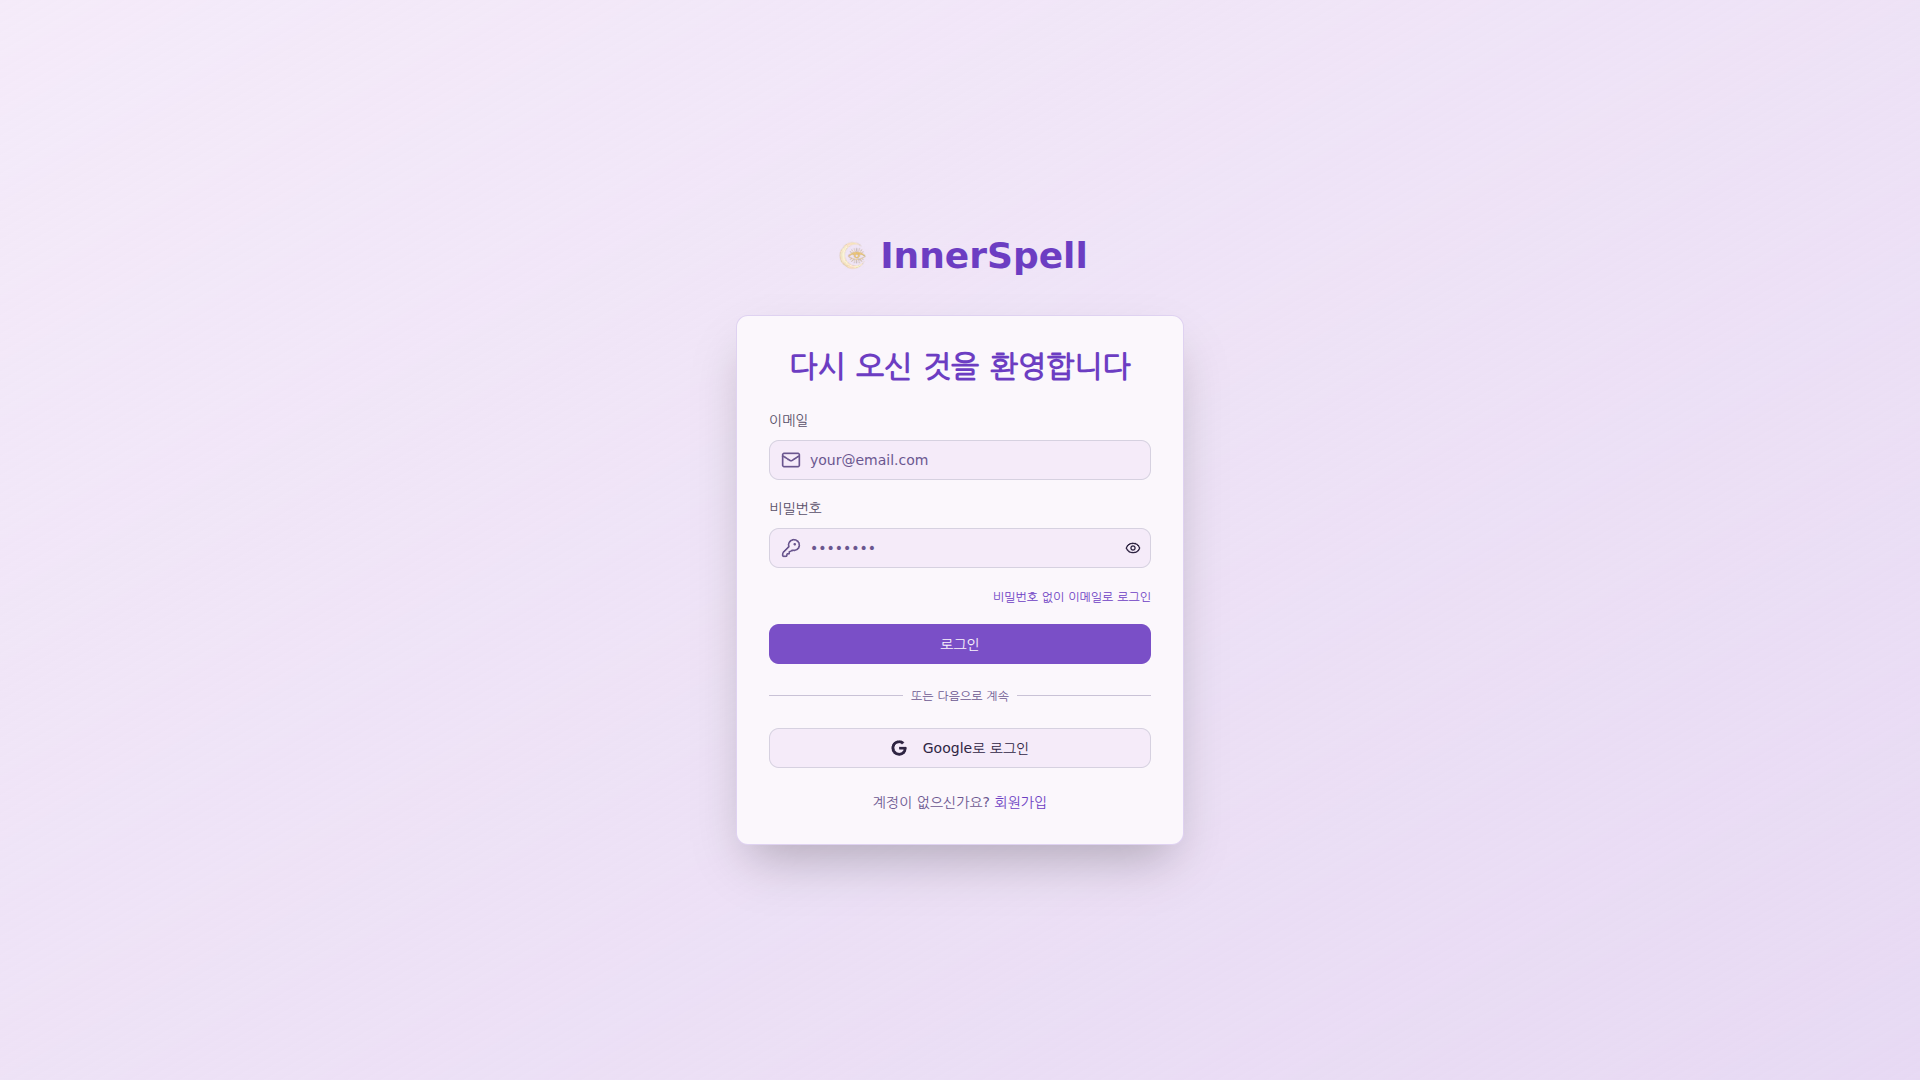 InnerSpell
다시 오신 것을 환영합니다
이메일
your@email.com
비밀번호
••••••••
비밀번호 없이 이메일로 로그인
로그인
또는 다음으로 계속
Google로 로그인
계정이 없으신가요? 회원가입